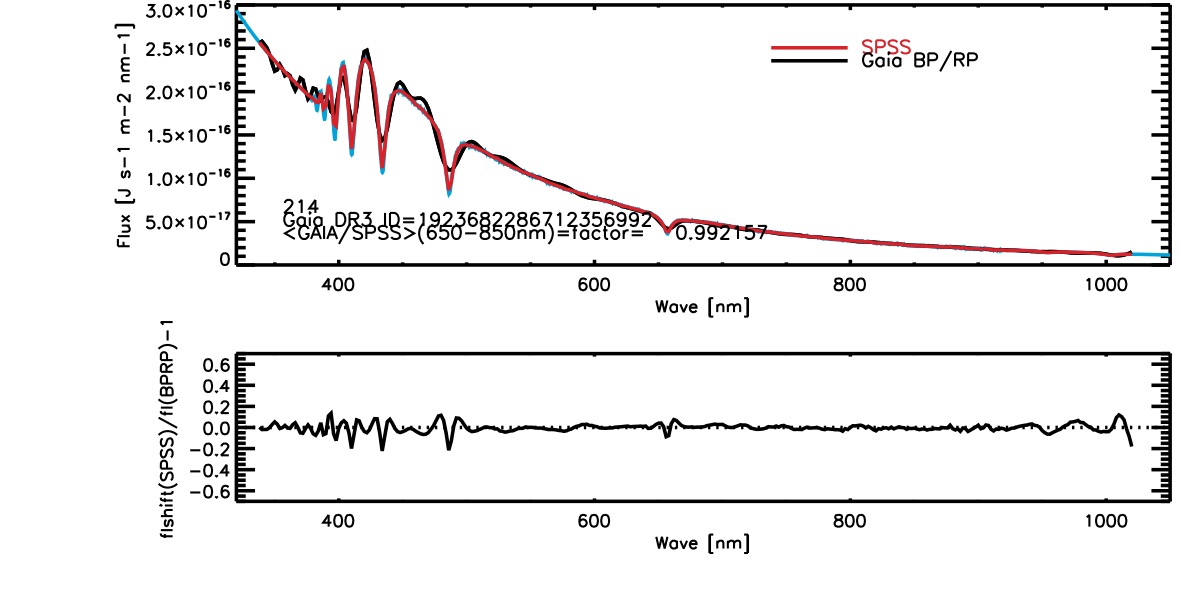 3.0×10−16
2.5×10−16
2.0×10−16
1.5×10−16
1.0×10−16
5.0×10−17
0
Flux [J s−1 m−2 nm−1]
SPSS
Gaia BP/RP
214
Gaia DR3 ID=1923682286712356992
<GAIA/SPSS>(650−850nm)=factor= 0.992157
400 600 800 1000
Wave [nm]
0.6
0.4
0.2
0.0
−0.2
−0.4
−0.6
flshift(SPSS)/fl(BPRP)−1
400 600 800 1000
Wave [nm]